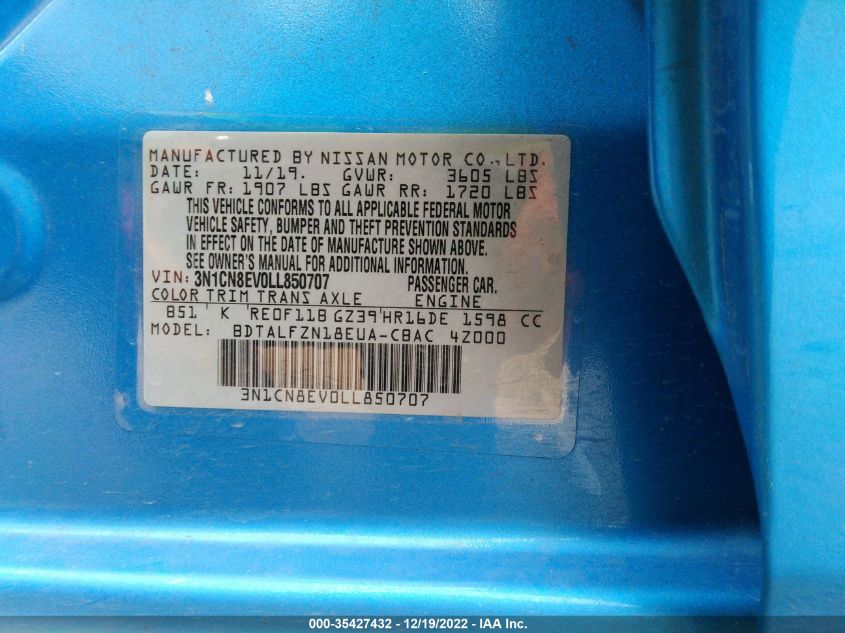 MANUFACTURED BY NISSAN MOTOR CO.,LTD.
DATE: 11/19. GVWR: 3605 LBS
GAWR FR: 1907 LBS GAWR RR: 1720 LBS
THIS VEHICLE CONFORMS TO ALL APPLICABLE FEDERAL MOTOR
VEHICLE SAFETY, BUMPER AND THEFT PREVENTION STANDARDS
IN EFFECT ON THE DATE OF MANUFACTURE SHOWN ABOVE.
SEE OWNER'S MANUAL FOR ADDITIONAL INFORMATION.
VIN: 3N1CN8EV0LL850707 PASSENGER CAR.
COLOR TRIM TRANS AXLE ENGINE
B51 K RE0F11B GZ39 HR16DE 1598 CC
MODEL: BDTALFZN18EUA-CBAC 4Z000
3N1CN8EV0LL850707
000-35427432 - 12/19/2022 - IAA Inc.